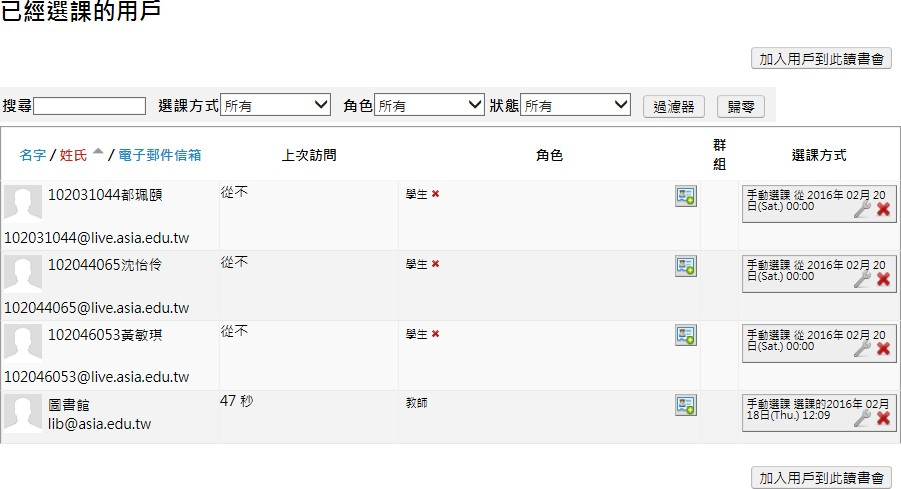 已經選課的用戶
加入用戶到此讀書會
搜尋 選課方式 所有 角色 所有 狀態 所有 過濾器 歸零
名字 / 姓氏 / 電子郵件信箱 上次訪問 角色 群組 選課方式
102031044都珮頤 從不 學生 手動選課 從 2016年 02月 20
日(Sat.) 00:00
102031044@live.asia.edu.tw
102044065沈怡伶 從不 學生 手動選課 從 2016年 02月 20
日(Sat.) 00:00
102044065@live.asia.edu.tw
102046053黃敏琪 從不 學生 手動選課 從 2016年 02月 20
日(Sat.) 00:00
102046053@live.asia.edu.tw
圖書館 47 秒 教師 手動選課 選課的2016年 02月
18日(Thu.) 12:09
lib@asia.edu.tw
加入用戶到此讀書會